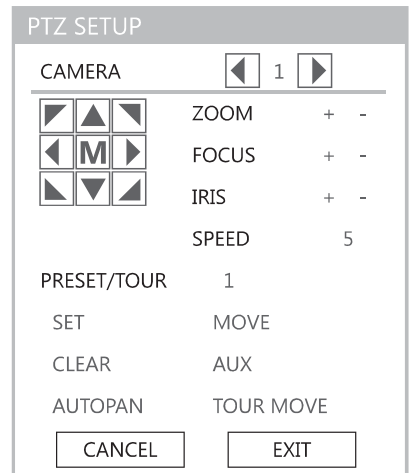 PTZ SETUP
CAMERA 1
ZOOM + -
M FOCUS + -
IRIS + -
SPEED 5
PRESET/TOUR 1
SET MOVE
CLEAR AUX
AUTOPAN TOUR MOVE
CANCEL EXIT